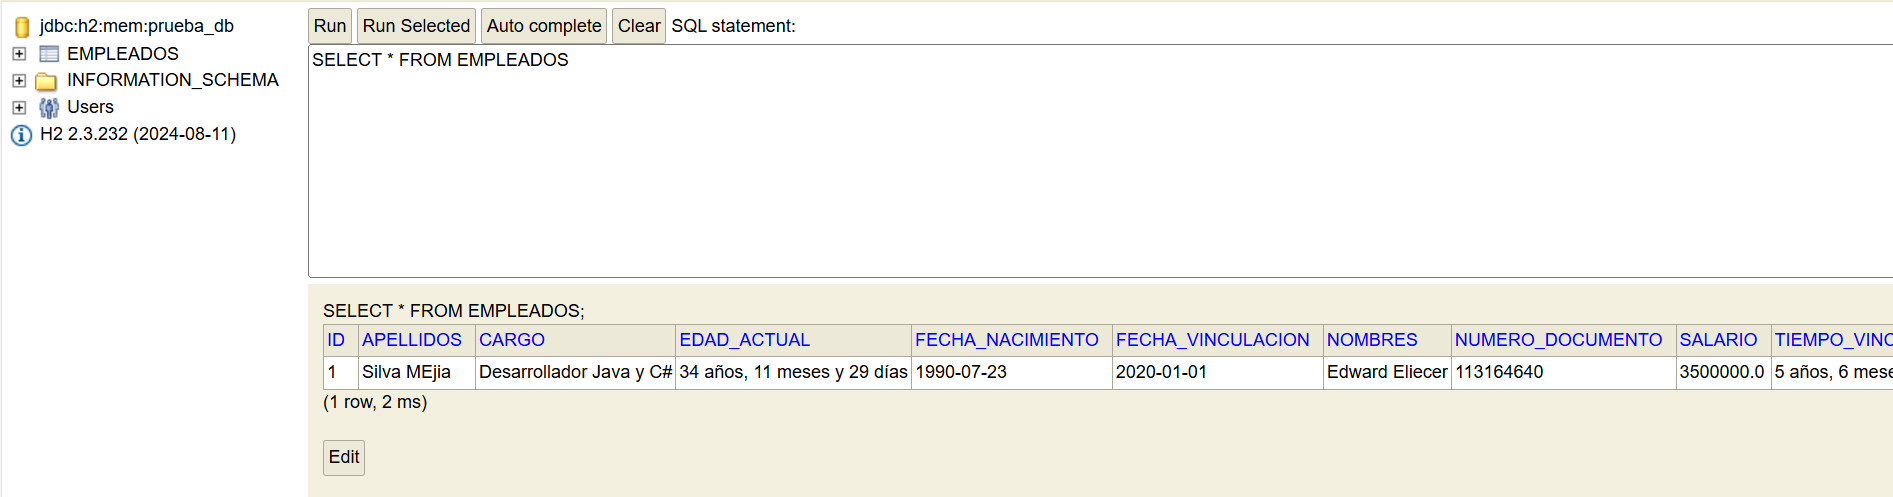 jdbc:h2:mem:prueba_db
EMPLEADOS
INFORMATION_SCHEMA
Users
H2 2.3.232 (2024-08-11)
Run Run Selected Auto complete Clear SQL statement:
SELECT * FROM EMPLEADOS
SELECT * FROM EMPLEADOS;
ID APELLIDOS CARGO EDAD_ACTUAL FECHA_NACIMIENTO FECHA_VINCULACION NOMBRES NUMERO_DOCUMENTO SALARIO TIEMPO_VINC
1 Silva MEjia Desarrollador Java y C# 34 años, 11 meses y 29 días 1990-07-23 2020-01-01 Edward Eliecer 113164640 3500000.0 5 años, 6 mese
(1 row, 2 ms)
Edit